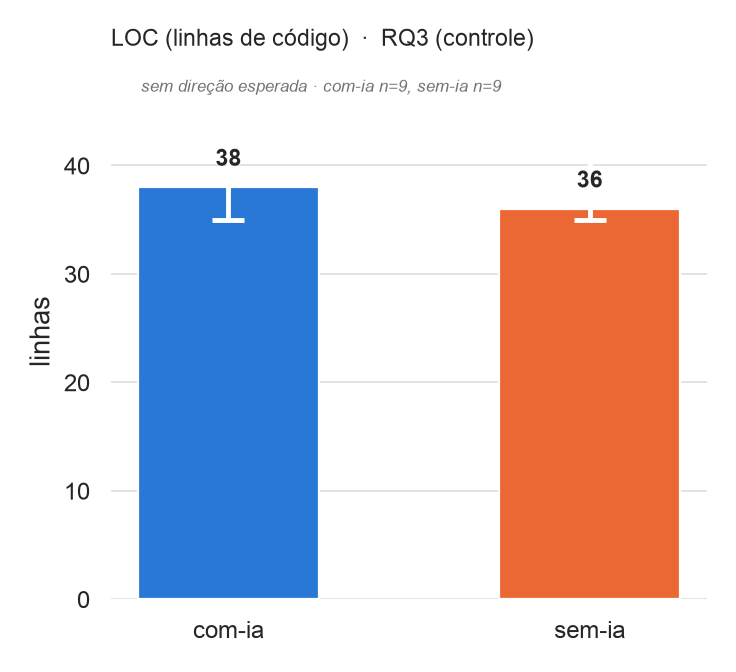 LOC (linhas de código) · RQ3 (controle)
sem direção esperada · com-ia n=9, sem-ia n=9
40
30
20
10
0
linhas
38
36
com-ia
sem-ia